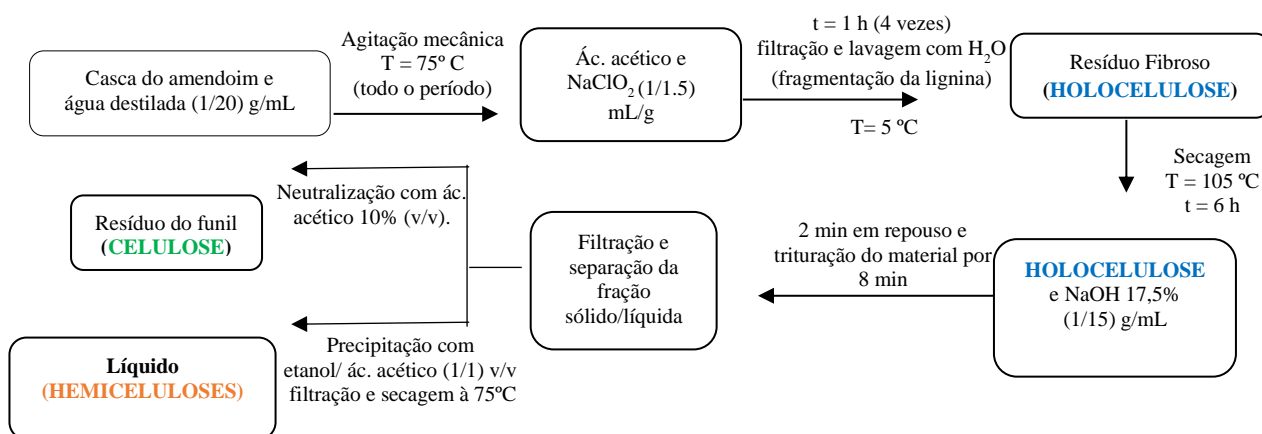 Casca do amendoim e
água destilada (1/20) g/mL
Agitação mecânica
T = 75º C
(todo o período)
Ác. acético e
NaClO₂ (1/1.5)
mL/g
t = 1 h (4 vezes)
filtração e lavagem com H₂O
(fragmentação da lignina)
T= 5 ºC
Resíduo Fibroso
(HOLOCELULOSE)
Secagem
T = 105 ºC
t = 6 h
HOLOCELULOSE
e NaOH 17,5%
(1/15) g/mL
2 min em repouso e
trituração do material por
8 min
Filtração e
separação da
fração
sólido/líquida
Neutralização com ác.
acético 10% (v/v).
Resíduo do funil
(CELULOSE)
Precipitação com
etanol/ ác. acético (1/1) v/v
filtração e secagem à 75ºC
Líquido
(HEMICELULOSES)